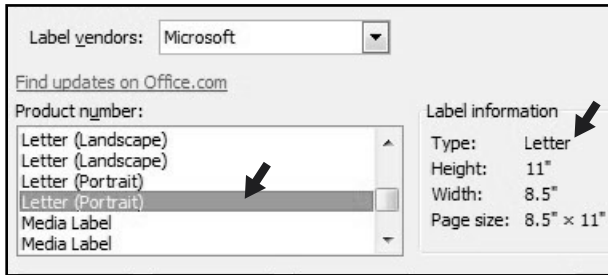 Label vendors: Microsoft
Find updates on Office.com
Product number:
Letter (Landscape)
Letter (Landscape)
Letter (Portrait)
Letter (Portrait)
Media Label
Media Label
Label information
Type: Letter
Height: 11"
Width: 8.5"
Page size: 8.5" × 11"